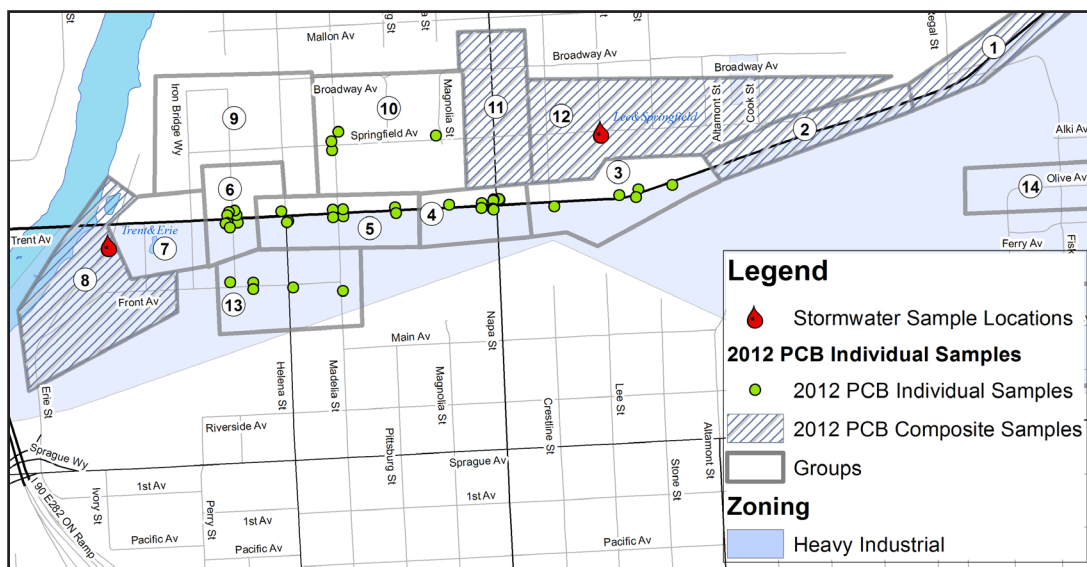 St
g St
a St
t
Regal St
Mallon Av
Broadway Av
Broadway Av
1
Iron Bridge Wy
Broadway Av
10
Magnolia St
11
12
Lee&Springfield
Altamont St
Cook St
2
9
Springfield Av
Alki Av
3
Olive Av
14
6
4
5
Trent Av
Trent&Erie
7
8
Ferry Av
Fisk
Front Av
13
Legend
Stormwater Sample Locations
2012 PCB Individual Samples
2012 PCB Individual Samples
2012 PCB Composite Samples
Groups
Zoning
Heavy Industrial
Main Av
Napa St
Helena St
Madelia St
Magnolia St
Erie St
Lee St
Crestline St
Altamont St
Riverside Av
Pittsburg St
Sprague Wy
Sprague Av
Stone St
I 90 E282 ON Ramp
Ivory St
1st Av
Perry St
1st Av
1st Av
Pacific Av
Pacific Av
Pacific Av